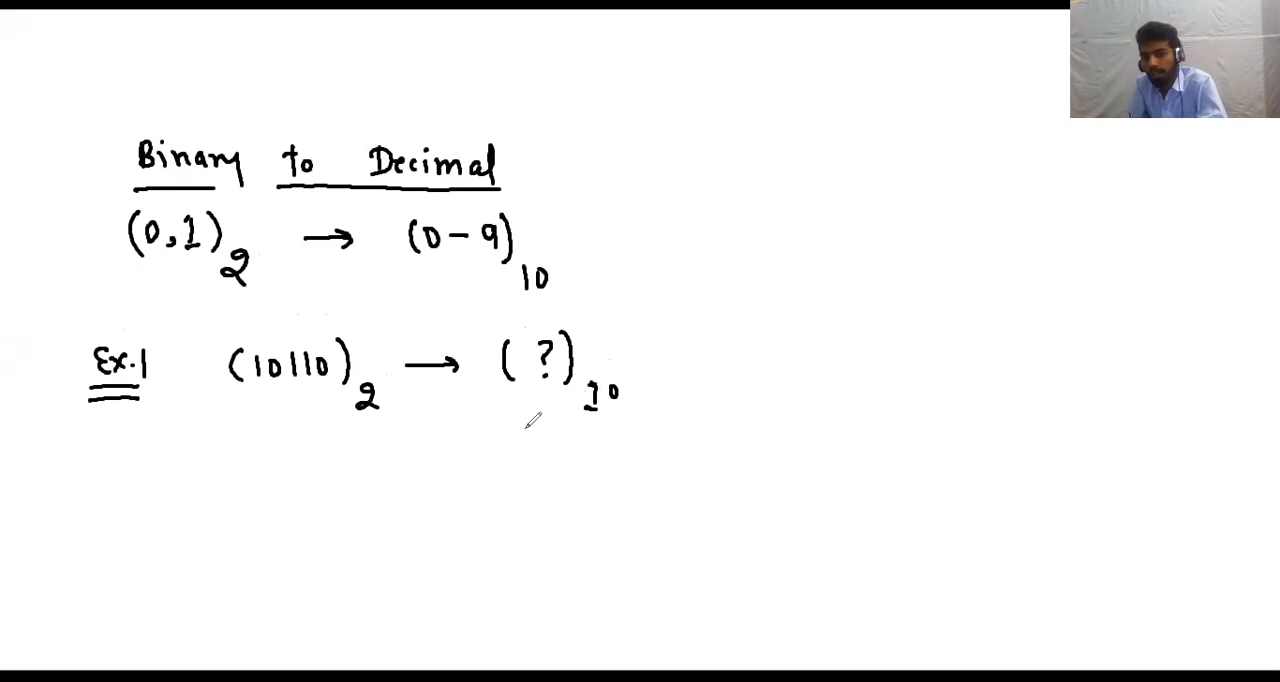 Binary to Decimal
(0,1)2 → (0-9)10
Ex.1 (10110)2 → (?)10